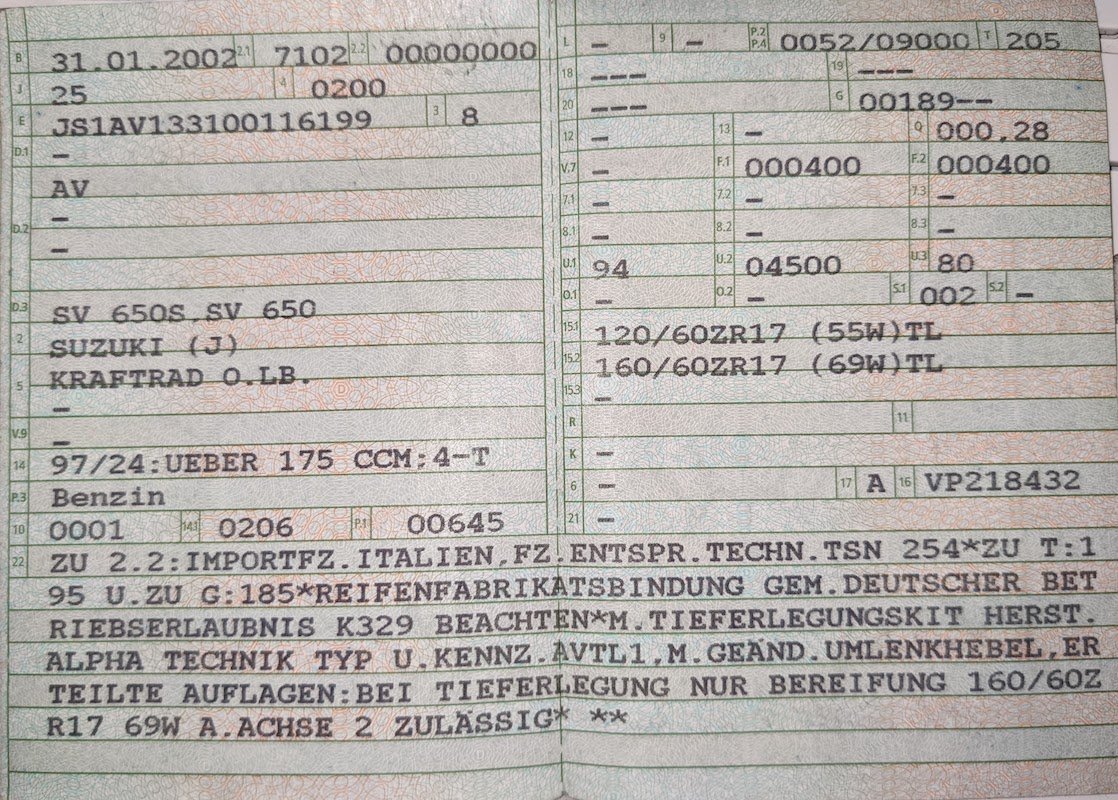 B 31.01.2002 2.1 7102 2.2 00000000
J 25 4 0200
E JS1AV133100116199 3 8
D.1 –
AV
–
D.2 –
D.3 SV 650S,SV 650
2 SUZUKI (J)
5 KRAFTRAD O.LB.
–
V.9 –
14 97/24:UEBER 175 CCM;4-T
P.3 Benzin
10 0001 14.1 0206 P.1 00645
L – 9 – P.2 P.4 0052/09000 T 205
18 --- 19 ---
20 --- G 00189--
12 – 13 – Q 000,28
V.7 – F.1 000400 F.2 000400
7.1 – 7.2 – 7.3 –
8.1 – 8.2 – 8.3 –
U.1 94 U.2 04500 U.3 80
O.1 – O.2 – S.1 002 S.2 –
15.1 120/60ZR17 (55W)TL
15.2 160/60ZR17 (69W)TL
15.3 –
R 11
K –
6 – 17 A 16 VP218432
21 –
22 ZU 2.2:IMPORTFZ.ITALIEN,FZ.ENTSPR.TECHN.TSN 254*ZU T:1
95 U.ZU G:185*REIFENFABRIKATSBINDUNG GEM.DEUTSCHER BET
RIEBSERLAUBNIS K329 BEACHTEN*M.TIEFERLEGUNGSKIT HERST.
ALPHA TECHNIK TYP U.KENNZ.AVTL1,M.GEÄND.UMLENKHEBEL,ER
TEILTE AUFLAGEN:BEI TIEFERLEGUNG NUR BEREIFUNG 160/60Z
R17 69W A.ACHSE 2 ZULÄSSIG* **